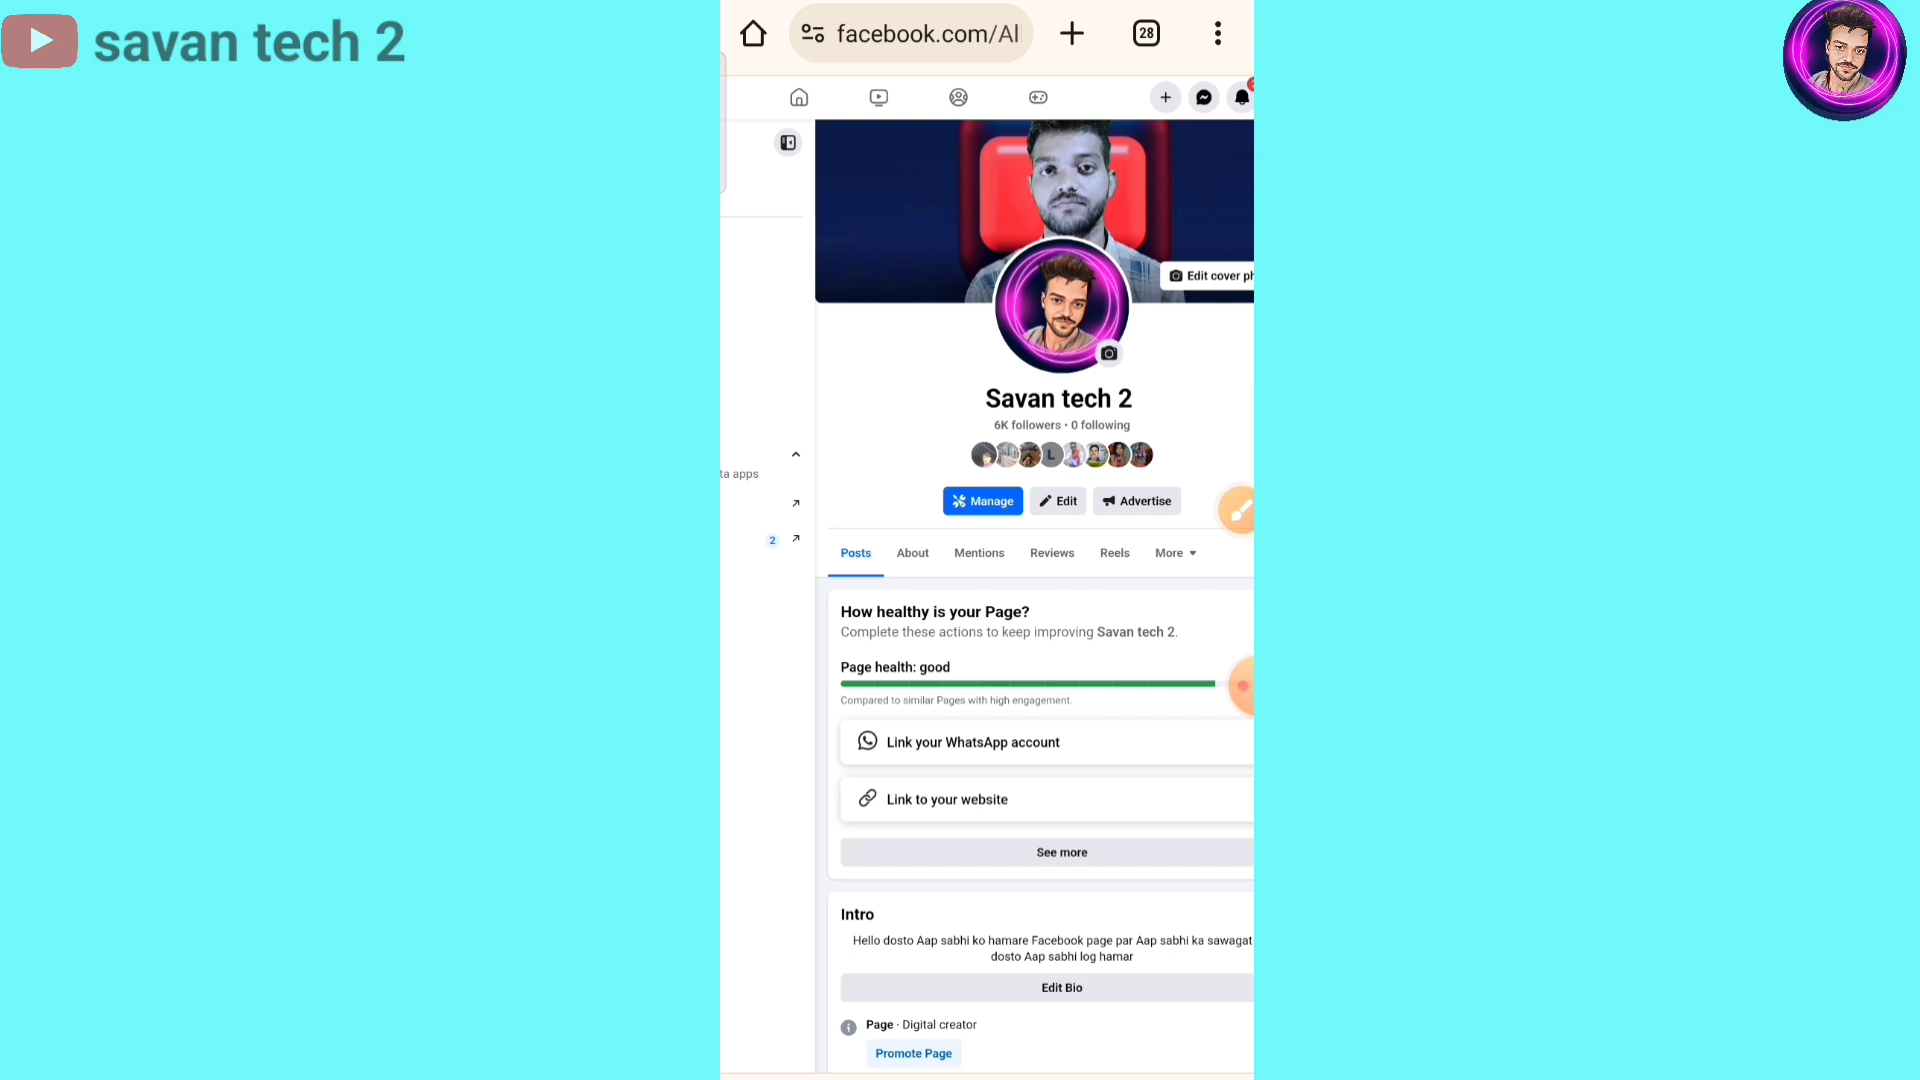 savan tech 2
facebook.com/Al
28
Edit cover ph
Savan tech 2
6K followers • 0 following
L
ta apps
Manage
Edit
Advertise
2
Posts
About
Mentions
Reviews
Reels
More
How healthy is your Page?
Complete these actions to keep improving Savan tech 2.
Page health: good
Compared to similar Pages with high engagement.
Link your WhatsApp account
Link to your website
See more
Intro
Hello dosto Aap sabhi ko hamare Facebook page par Aap sabhi ka sawagat
dosto Aap sabhi log hamar
Edit Bio
Page · Digital creator
Promote Page